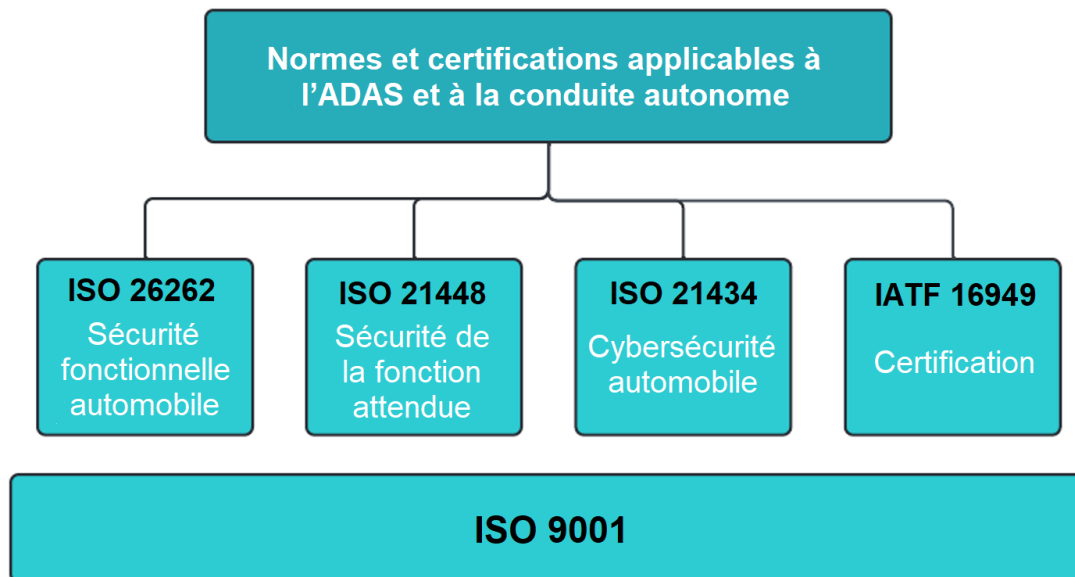 Normes et certifications applicables à
l’ADAS et à la conduite autonome
ISO 26262
Sécurité
fonctionnelle
automobile
ISO 21448
Sécurité de
la fonction
attendue
ISO 21434
Cybersécurité
automobile
IATF 16949
Certification
ISO 9001